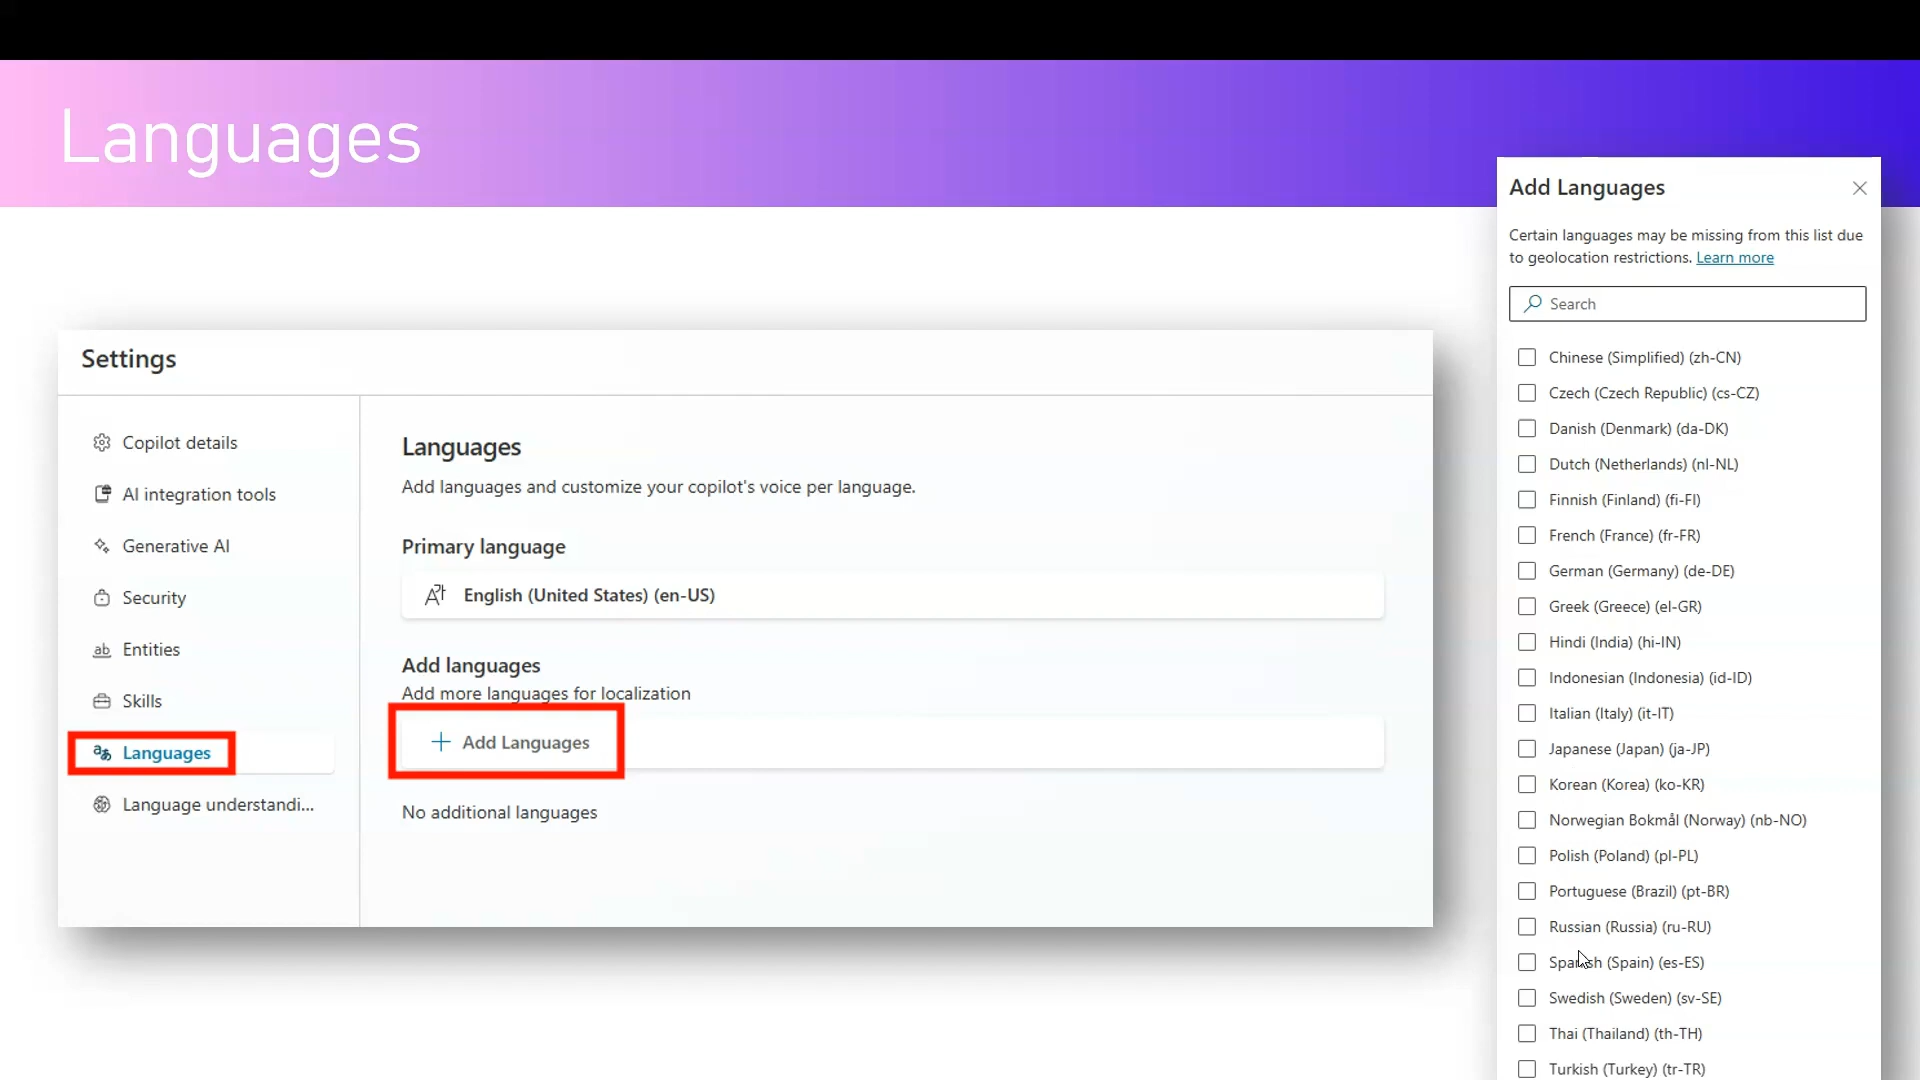 Languages
Settings
Copilot details
AI integration tools
Generative AI
Security
Entities
Skills
Languages
Language understandi...
Languages
Add languages and customize your copilot's voice per language.
Primary language
English (United States) (en-US)
Add languages
Add more languages for localization
Add Languages
No additional languages
Add Languages
Certain languages may be missing from this list due
to geolocation restrictions. Learn more
Search
Chinese (Simplified) (zh-CN)
Czech (Czech Republic) (cs-CZ)
Danish (Denmark) (da-DK)
Dutch (Netherlands) (nl-NL)
Finnish (Finland) (fi-FI)
French (France) (fr-FR)
German (Germany) (de-DE)
Greek (Greece) (el-GR)
Hindi (India) (hi-IN)
Indonesian (Indonesia) (id-ID)
Italian (Italy) (it-IT)
Japanese (Japan) (ja-JP)
Korean (Korea) (ko-KR)
Norwegian Bokmål (Norway) (nb-NO)
Polish (Poland) (pl-PL)
Portuguese (Brazil) (pt-BR)
Russian (Russia) (ru-RU)
Spanish (Spain) (es-ES)
Swedish (Sweden) (sv-SE)
Thai (Thailand) (th-TH)
Turkish (Turkey) (tr-TR)